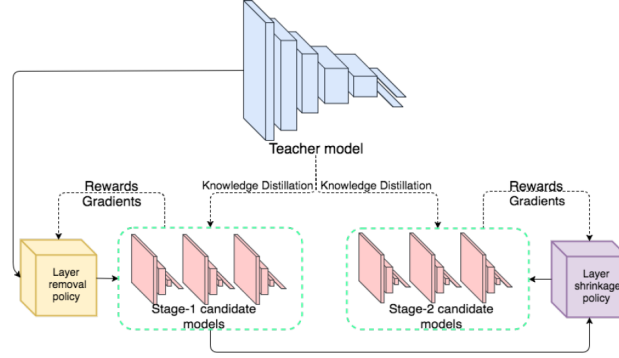 Teacher model
Rewards
Gradients
Knowledge Distillation
Knowledge Distillation
Rewards
Gradients
Layer
removal
policy
Stage-1 candidate
models
Stage-2 candidate
models
Layer
shrinkage
policy